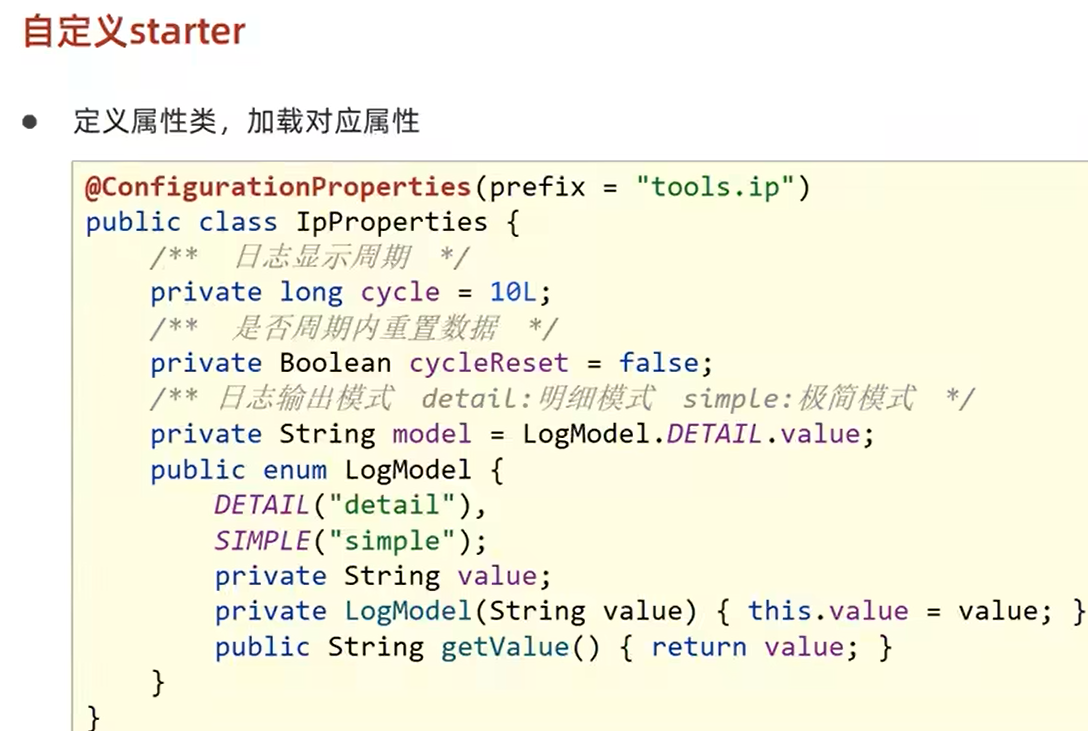 自定义starter
● 定义属性类，加载对应属性
@ConfigurationProperties(prefix = "tools.ip")
public class IpProperties {
    /**  日志显示周期  */
    private long cycle = 10L;
    /**  是否周期内重置数据  */
    private Boolean cycleReset = false;
    /** 日志输出模式  detail:明细模式  simple:极简模式  */
    private String model = LogModel.DETAIL.value;
    public enum LogModel {
        DETAIL("detail"),
        SIMPLE("simple");
        private String value;
        private LogModel(String value) { this.value = value; }
        public String getValue() { return value; }
    }
}